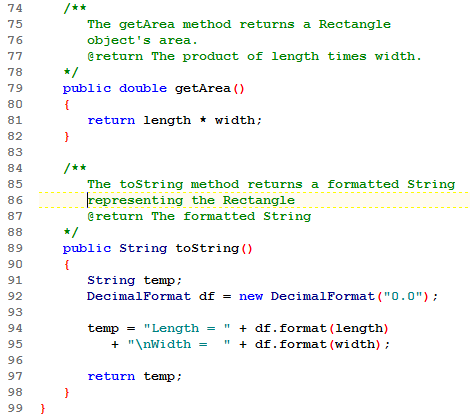 74 /**
75 The getArea method returns a Rectangle
76 object's area.
77 @return The product of length times width.
78 */
79 public double getArea()
80 {
81 return length * width;
82 }
83
84 /**
85 The toString method returns a formatted String
86 representing the Rectangle
87 @return The formatted String
88 */
89 public String toString()
90 {
91 String temp;
92 DecimalFormat df = new DecimalFormat("0.0");
93
94 temp = "Length = " + df.format(length)
95 + "\nWidth =  " + df.format(width);
96
97 return temp;
98 }
99 }